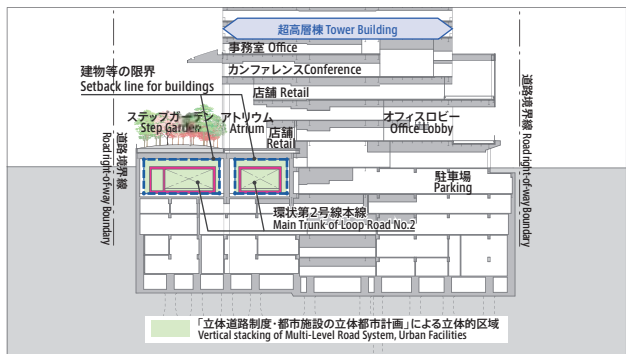 超高層棟 Tower Building
事務室 Office
カンファレンスConference
店舗 Retail
建物等の限界
Setback line for buildings
ステップガーデン
Step Garden
アトリウム
Atrium
店舗
Retail
オフィスロビー
Office Lobby
道路境界線
Road right-of-way Boundary
道路境界線 Road right-of-way Boundary
駐車場
Parking
環状第2号線本線
Main Trunk of Loop Road No.2
「立体道路制度・都市施設の立体都市計画」による立体的区域
Vertical stacking of Multi-Level Road System, Urban Facilities